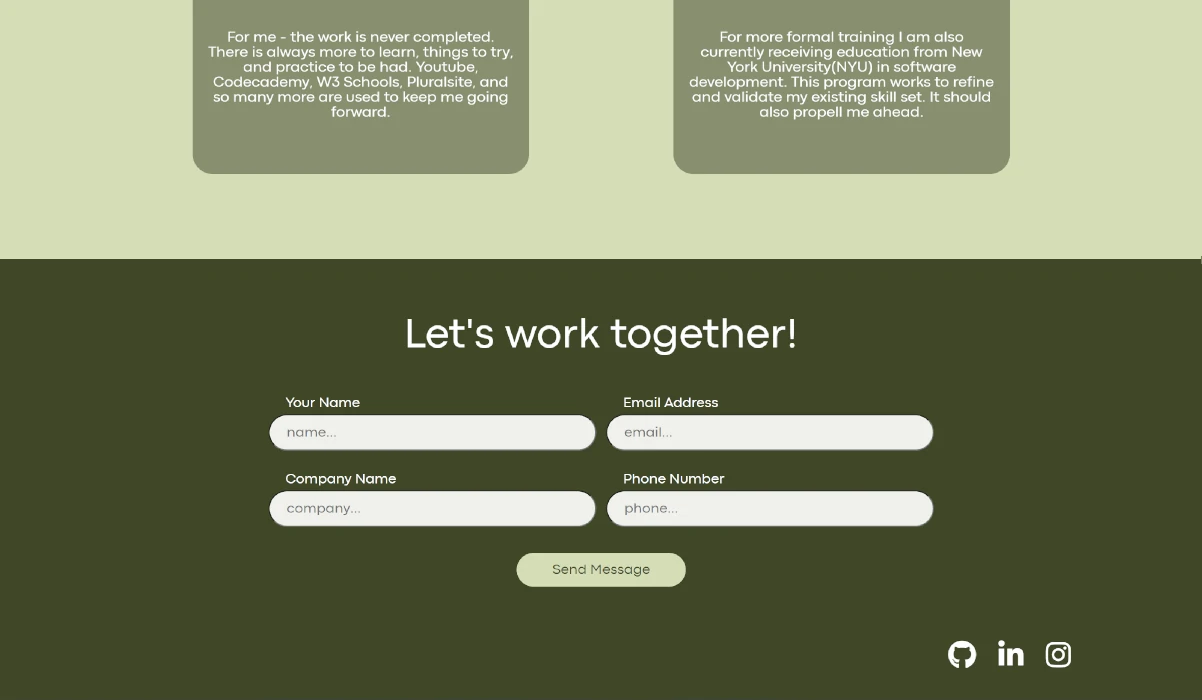 For me - the work is never completed.
There is always more to learn, things to try,
and practice to be had. Youtube,
Codecademy, W3 Schools, Pluralsite, and
so many more are used to keep me going
forward.
For more formal training I am also
currently receiving education from New
York University(NYU) in software
development. This program works to refine
and validate my existing skill set. It should
also propell me ahead.
Let's work together!
Your Name
Email Address
name...
email...
Company Name
Phone Number
company...
phone...
Send Message
in